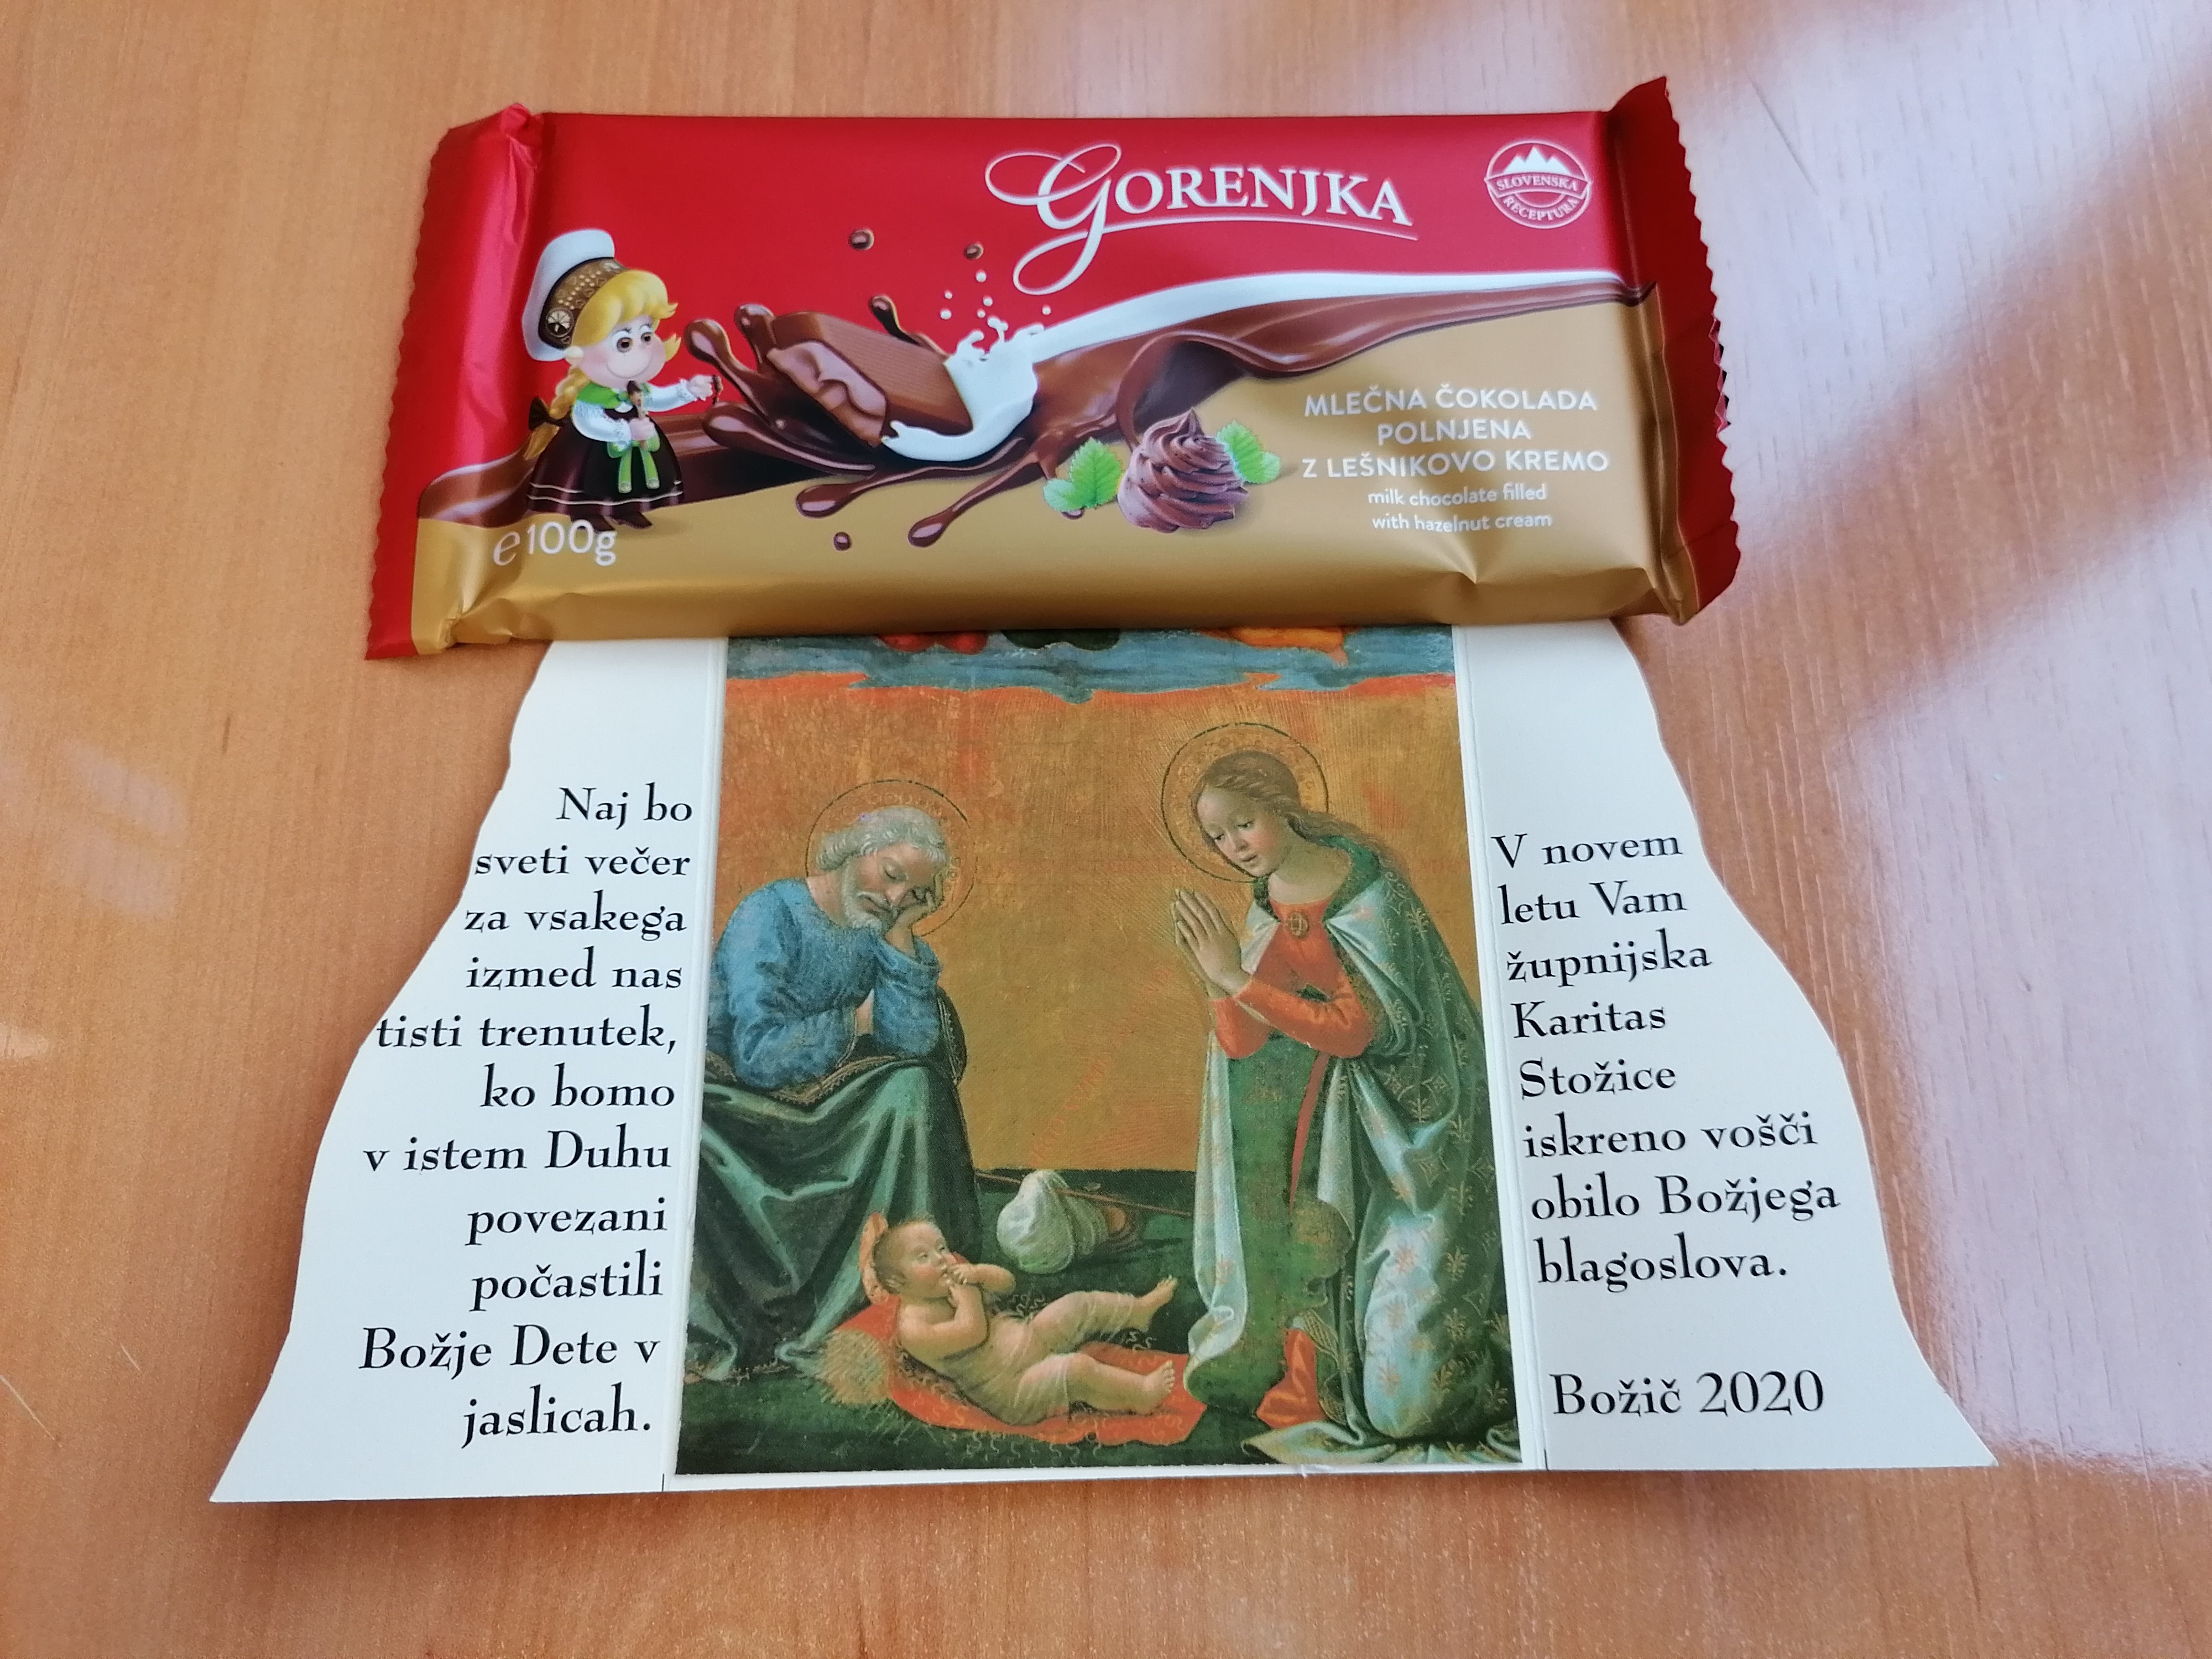 GORENJKA
SLOVENSKA
RECEPTURA
MLEČNA ČOKOLADA
POLNJENA
Z LEŠNIKOVO KREMO
milk chocolate filled
with hazelnut cream
e 100g
Naj bo
sveti večer
za vsakega
izmed nas
tisti trenutek,
ko bomo
v istem Duhu
povezani
počastili
Božje Dete v
jaslicah.
V novem
letu Vam
župnijska
Karitas
Stožice
iskreno vošči
obilo Božjega
blagoslova.
Božič 2020